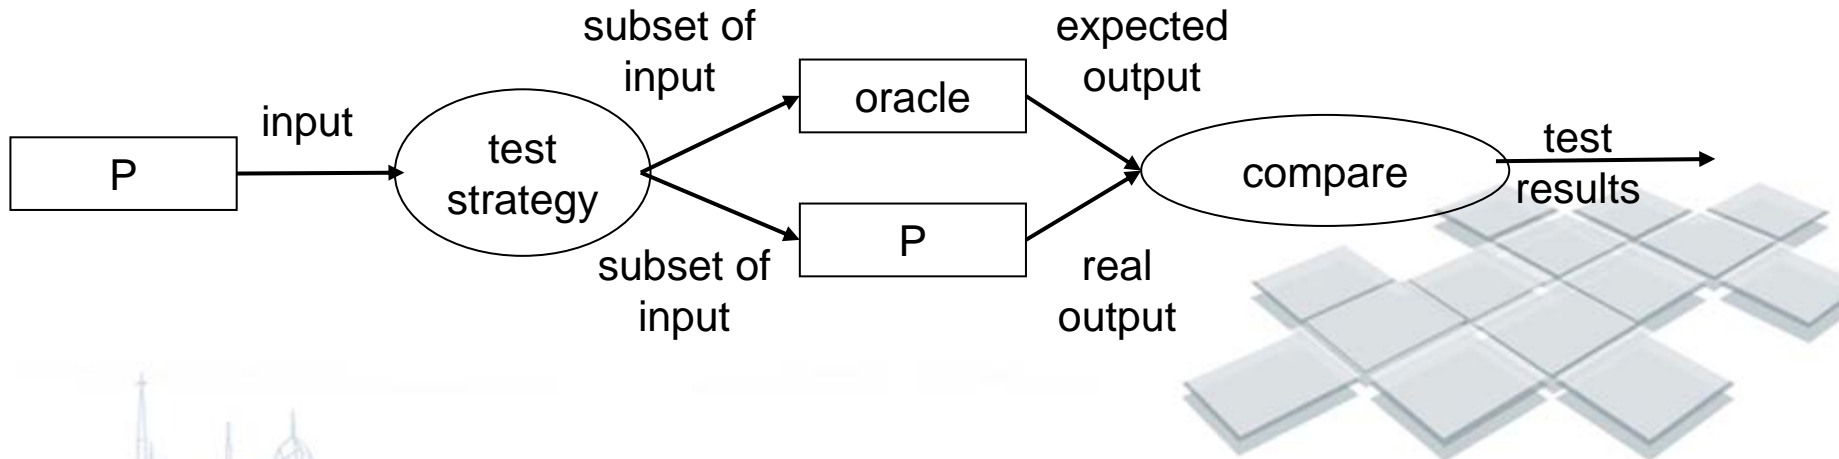 P
input
test
strategy
subset of
input
oracle
expected
output
subset of
input
P
real
output
compare
test
results